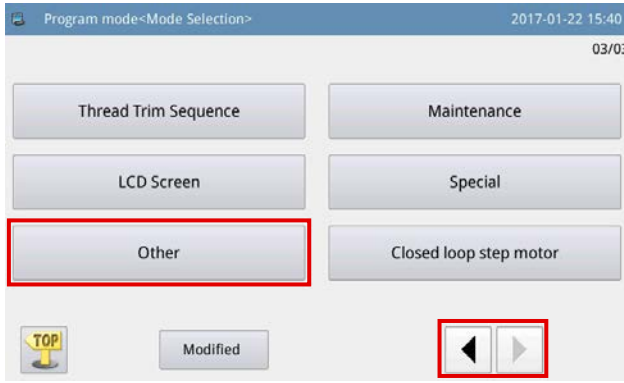 Program mode<Mode Selection> 2017-01-22 15:40
03/03
Thread Trim Sequence Maintenance
LCD Screen Special
Other Closed loop step motor
TOP Modified